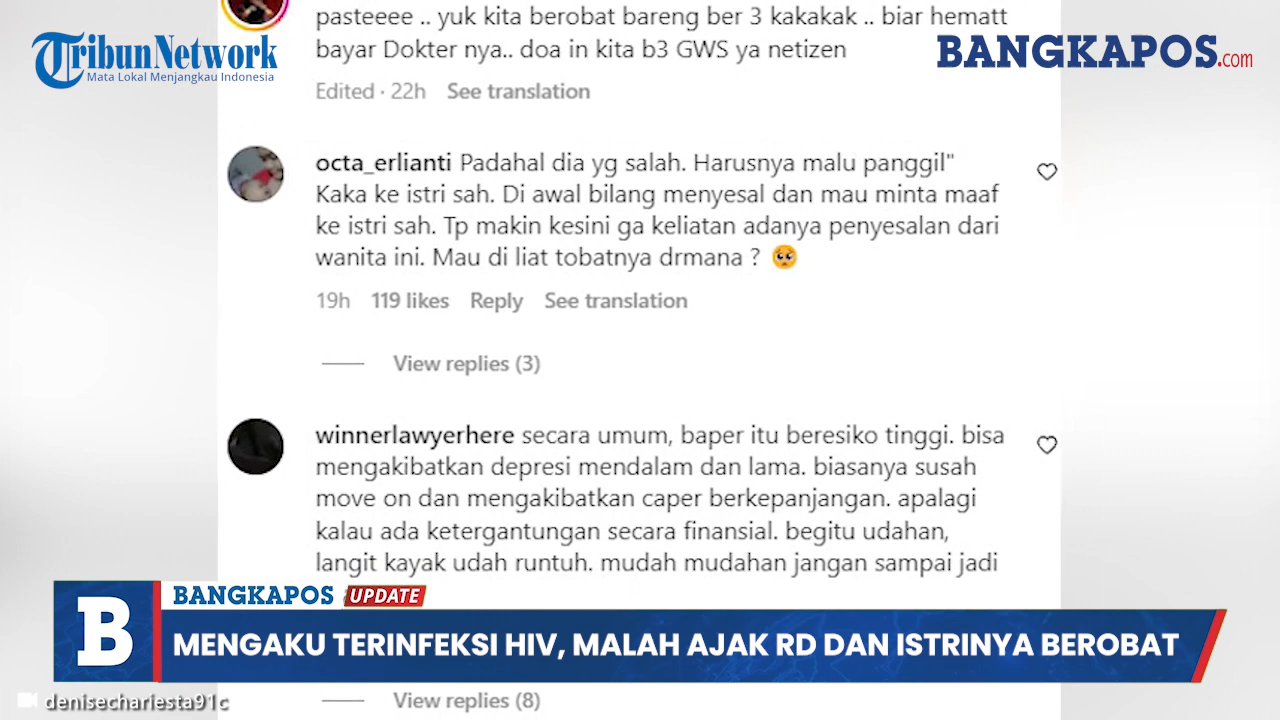 TribunNetwork
Mata Lokal Menjangkau Indonesia
BANGKAPOS.com
pasteeee .. yuk kita berobat bareng ber 3 kakakak .. biar hematt
bayar Dokter nya.. doa in kita b3 GWS ya netizen
Edited · 22h See translation
octa_erlianti Padahal dia yg salah. Harusnya malu panggil"
Kaka ke istri sah. Di awal bilang menyesal dan mau minta maaf
ke istri sah. Tp makin kesini ga keliatan adanya penyesalan dari
wanita ini. Mau di liat tobatnya drmana ? 🥺
19h 119 likes Reply See translation
View replies (3)
winnerlawyerhere secara umum, baper itu beresiko tinggi. bisa
mengakibatkan depresi mendalam dan lama. biasanya susah
move on dan mengakibatkan caper berkepanjangan. apalagi
kalau ada ketergantungan secara finansial. begitu udahan,
langit kayak udah runtuh. mudah mudahan jangan sampai jadi
B
BANGKAPOS UPDATE
MENGAKU TERINFEKSI HIV, MALAH AJAK RD DAN ISTRINYA BEROBAT
denisechariesta91c
View replies (8)